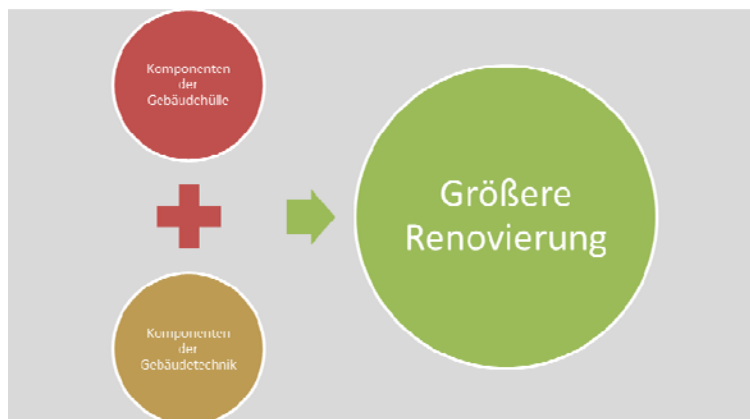 Komponenten
der
Gebäudehülle
Größere
Renovierung
Komponenten
der
Gebäudetechnik